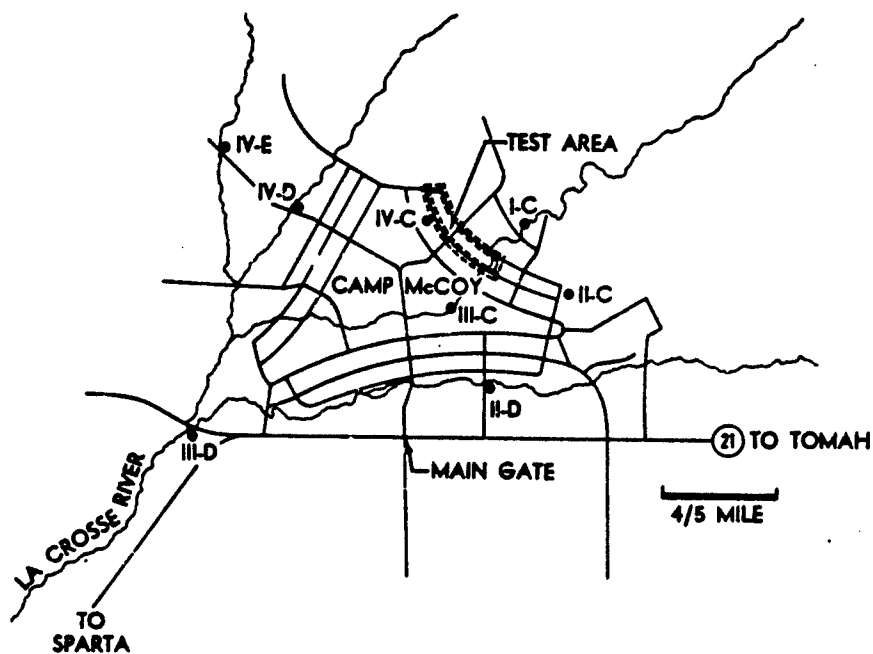 TEST AREA
IV-E
IV-D
IV-C
I-C
CAMP McCOY
II-C
III-C
II-D
III-D
21 TO TOMAH
MAIN GATE
4/5 MILE
LA CROSSE RIVER
TO
SPARTA